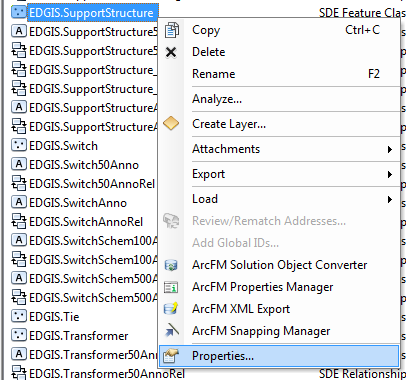 EDGIS.SupportStructure SDE Feature Clas
EDGIS.SupportStructure5
EDGIS.SupportStructure_
EDGIS.SupportStructure_
EDGIS.SupportStructure_
EDGIS.SupportStructureA
EDGIS.SupportStructureA
EDGIS.Switch
EDGIS.Switch50Anno
EDGIS.Switch50AnnoRel
EDGIS.SwitchAnno
EDGIS.SwitchAnnoRel
EDGIS.SwitchSchem100A
EDGIS.SwitchSchem100A
EDGIS.SwitchSchem500A
EDGIS.SwitchSchem500A
EDGIS.Tie
EDGIS.Transformer
EDGIS.Transformer50Ann
EDGIS.Transformer50AnnoRel SDE Relationship
Copy Ctrl+C
Delete
Rename F2
Analyze...
Create Layer...
Attachments
Export
Load
Review/Rematch Addresses...
Add Global IDs...
ArcFM Solution Object Converter
ArcFM Properties Manager
ArcFM XML Export
ArcFM Snapping Manager
Properties...